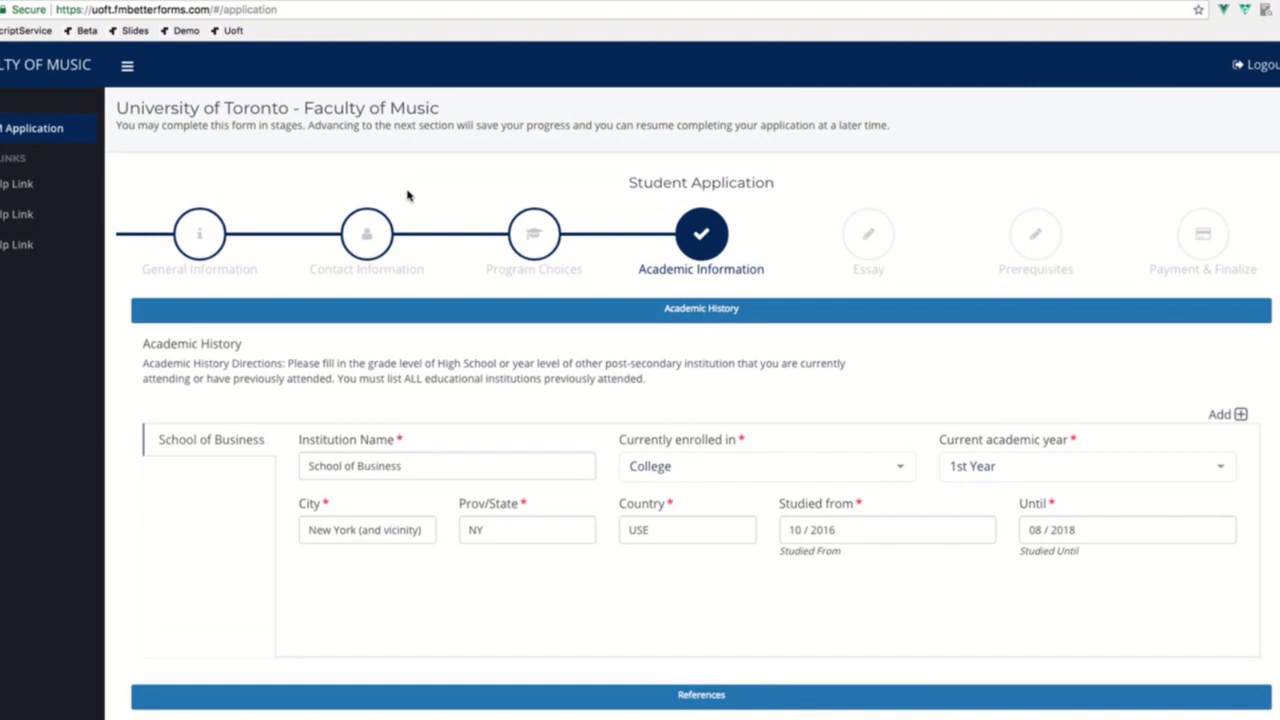 Secure https://uoft.fmbetterforms.com/#/application
criptService Beta Slides Demo Uoft
LTY OF MUSIC
Logou
University of Toronto - Faculty of Music
You may complete this form in stages. Advancing to the next section will save your progress and you can resume completing your application at a later time.
Application
INKS
lp Link
lp Link
lp Link
Student Application
General Information Contact Information Program Choices Academic Information Essay Prerequisites Payment & Finalize
Academic History
Academic History
Academic History Directions: Please fill in the grade level of High School or year level of other post-secondary institution that you are currently
attending or have previously attended. You must list ALL educational institutions previously attended.
Add
School of Business
Institution Name * Currently enrolled in * Current academic year *
School of Business College 1st Year
City * Prov/State * Country * Studied from * Until *
New York (and vicinity) NY USE 10 / 2016 08 / 2018
Studied From Studied Until
References